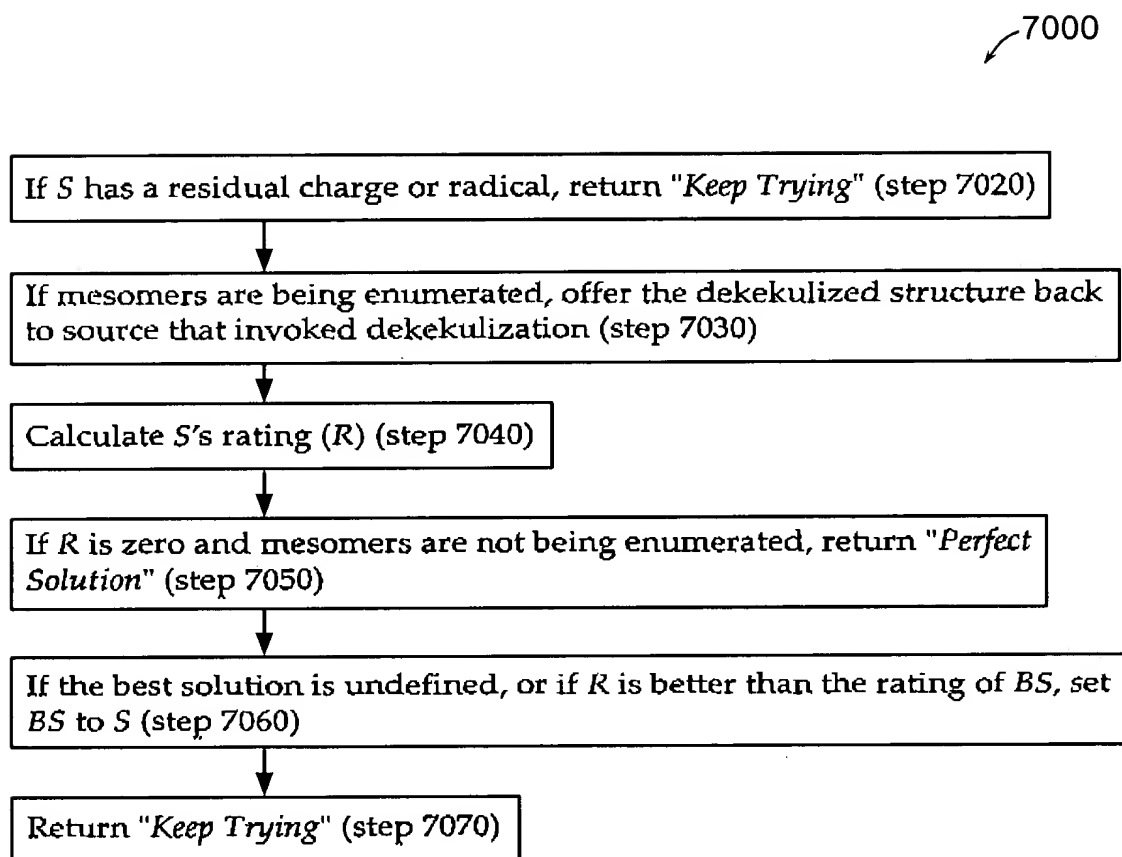 7000
If S has a residual charge or radical, return "Keep Trying" (step 7020)
If mesomers are being enumerated, offer the dekekulized structure back
to source that invoked dekekulization (step 7030)
Calculate S's rating (R) (step 7040)
If R is zero and mesomers are not being enumerated, return "Perfect
Solution" (step 7050)
If the best solution is undefined, or if R is better than the rating of BS, set
BS to S (step 7060)
Return "Keep Trying" (step 7070)